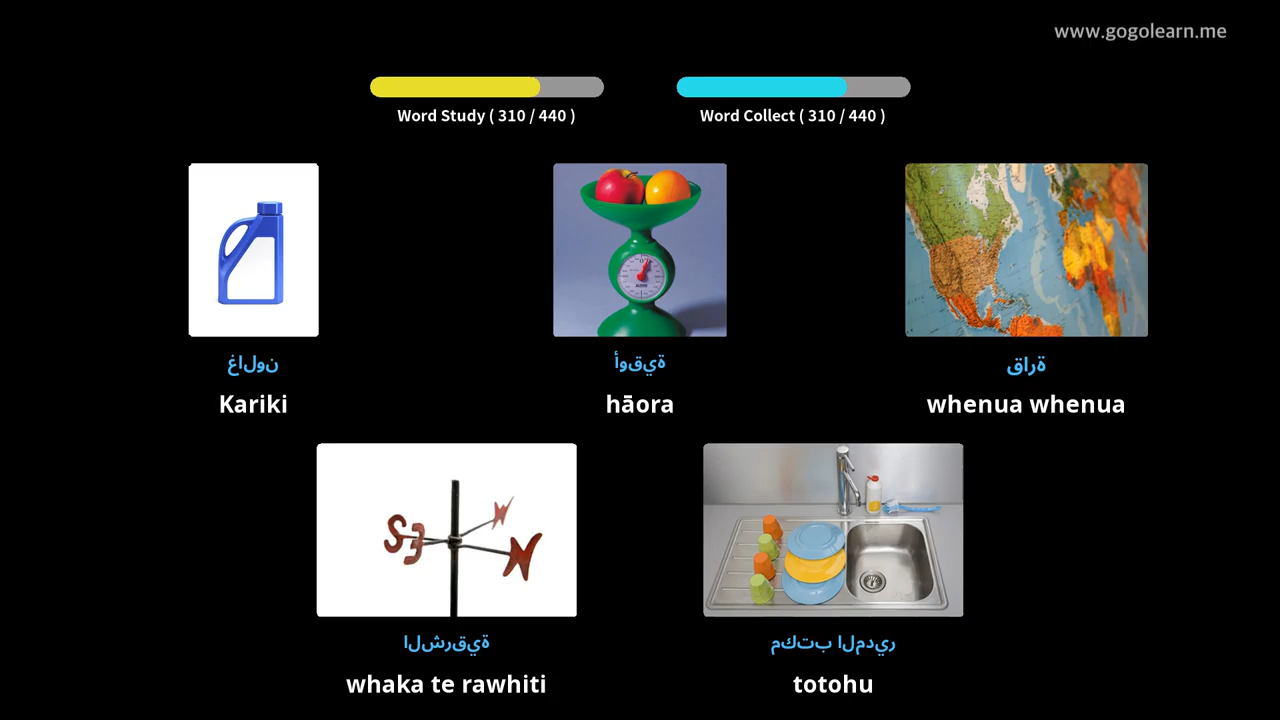 www.gogolearn.me
Word Study ( 310 / 440 )
Word Collect ( 310 / 440 )
غالون
Kariki
أوقية
hāora
قارة
whenua whenua
الشرقية
whaka te rawhiti
مكتب المدير
totohu